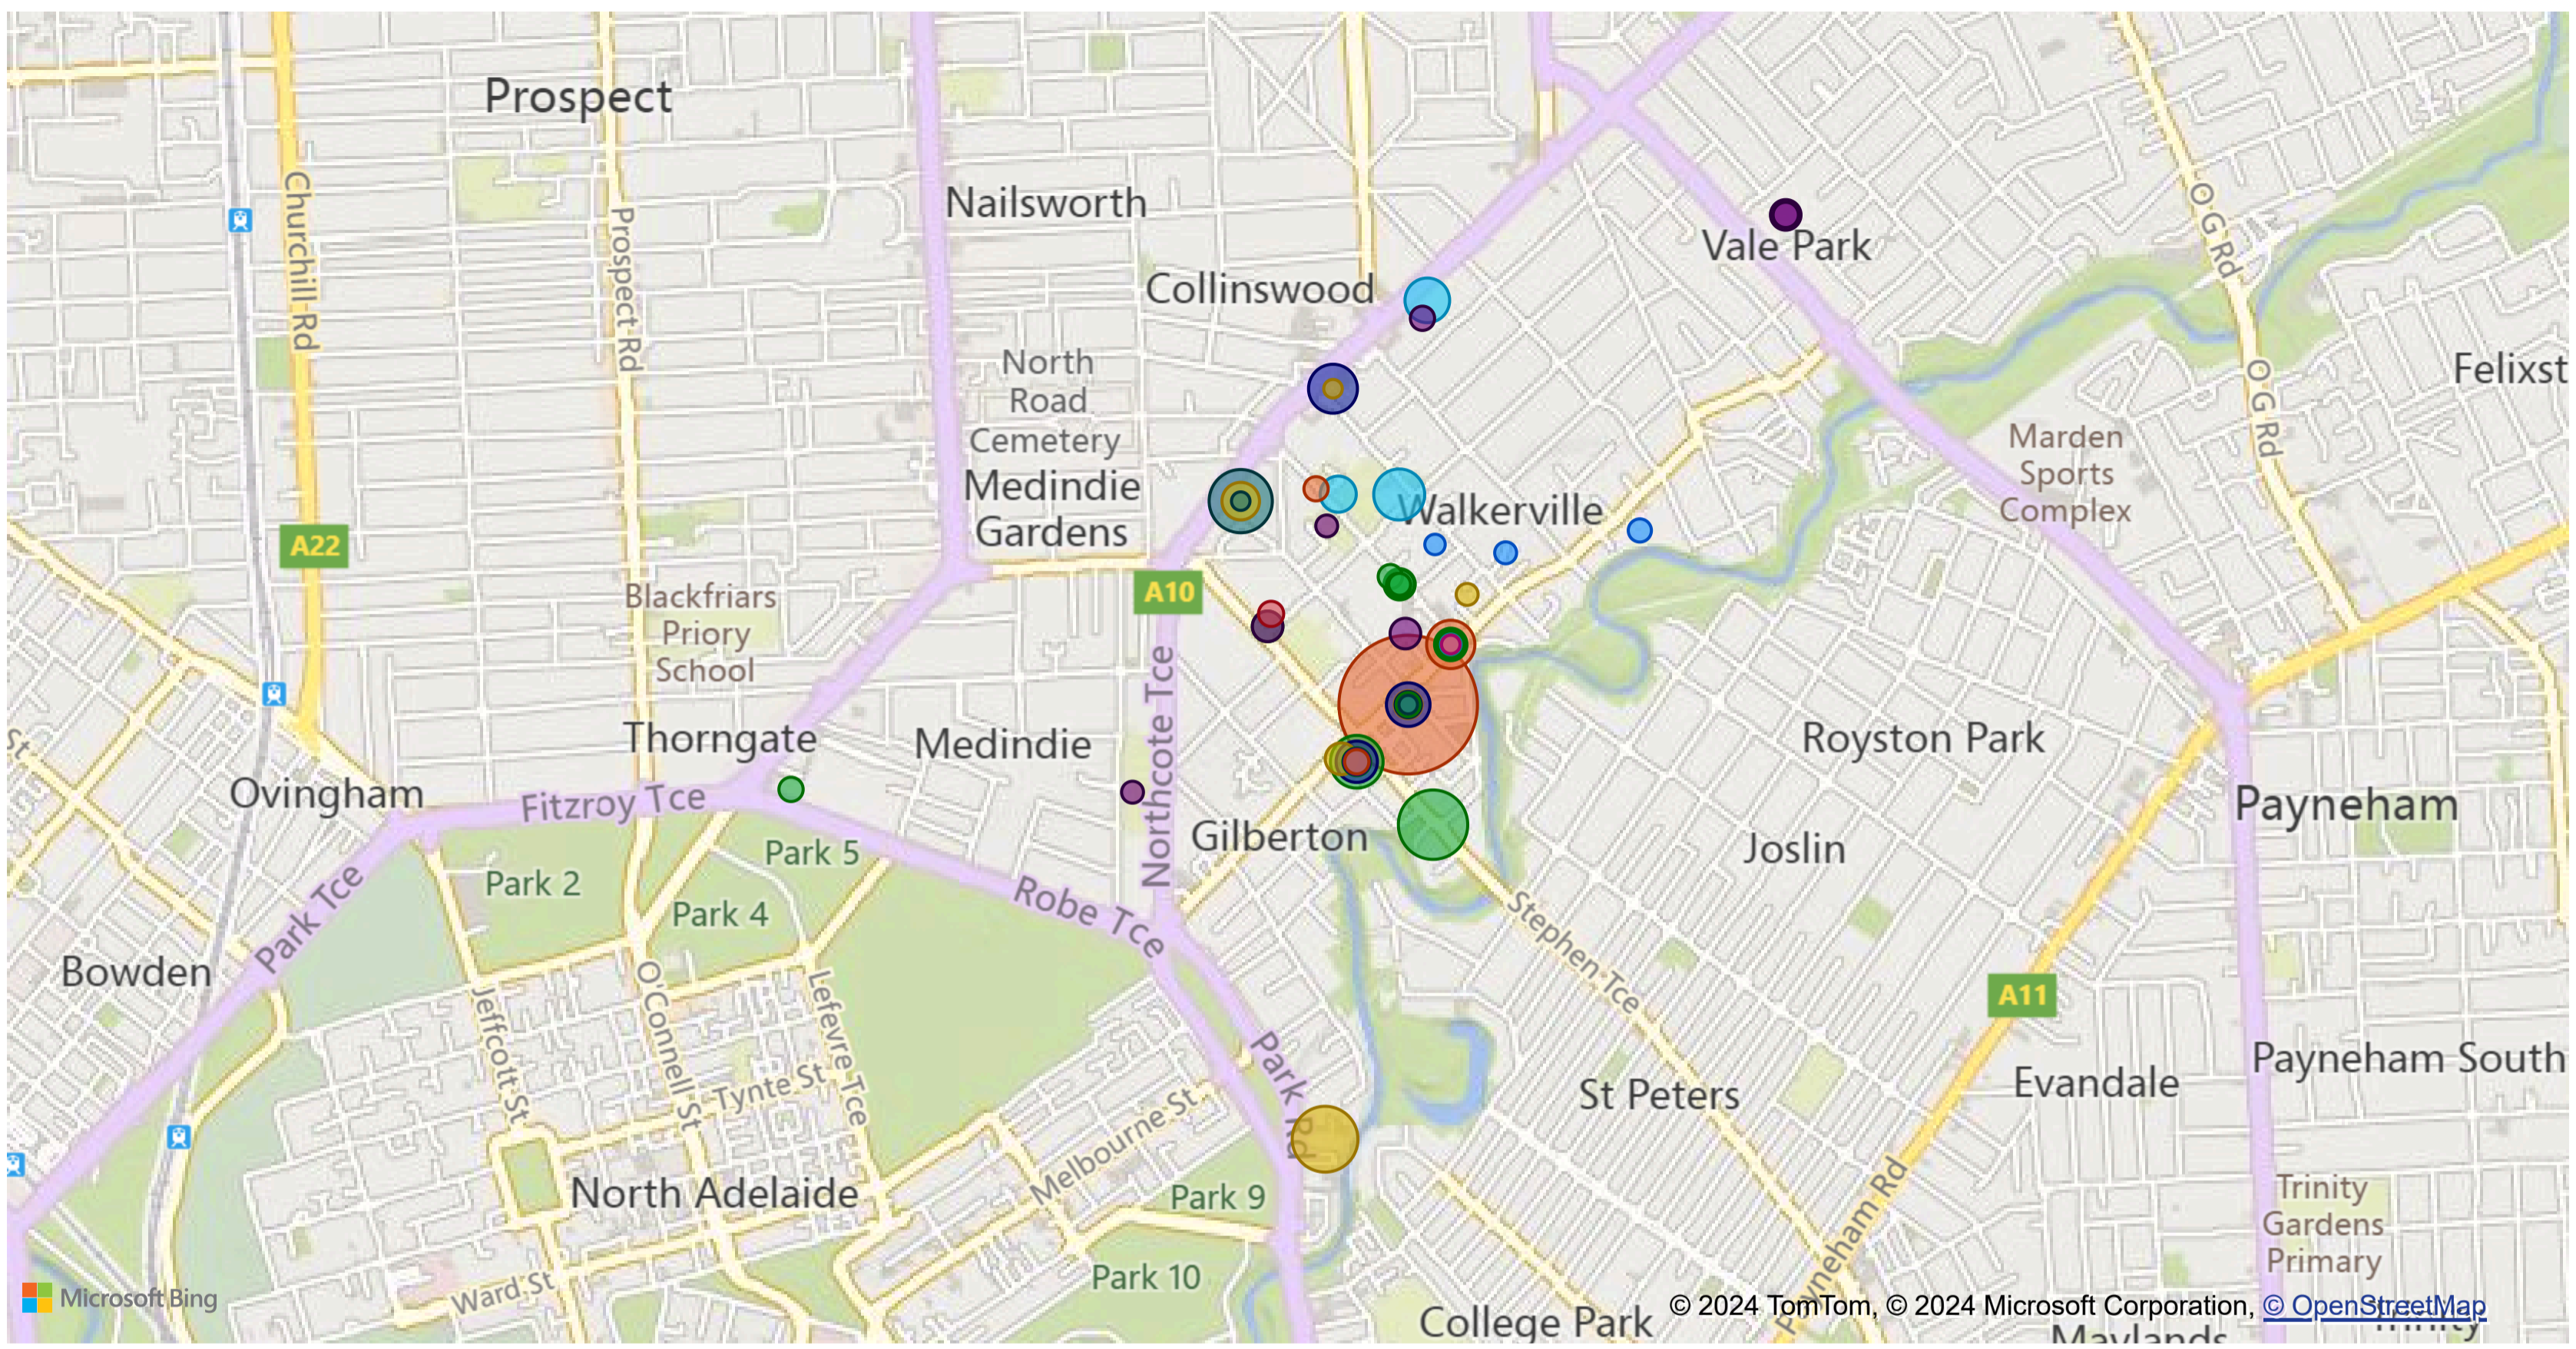 Prospect
Churchill Rd
Prospect Rd
Nailsworth
O G Rd
Vale Park
Collinswood
North
Road
Cemetery
O G Rd
Felixst
Marden
Sports
Complex
Medindie
Gardens
Walkerville
A22
A10
Blackfriars
Priory
School
St
Northcote Tce
Thorngate
Medindie
Royston Park
Ovingham
Fitzroy Tce
Payneham
Gilberton
Joslin
Park 5
Park 2
Park 4
Robe Tce
Park Tce
Stephen Tce
Bowden
A11
Jeffcott St
O'Connell St
Lefevre Tce
Park Rd
Payneham South
Tynte St
Melbourne St
St Peters
Evandale
North Adelaide
Park 9
Trinity
Gardens
Primary
Payneham Rd
Park 10
Ward St
Microsoft Bing
© 2024 TomTom, © 2024 Microsoft Corporation, © OpenStreetMap
College Park
Maylands
Trinity